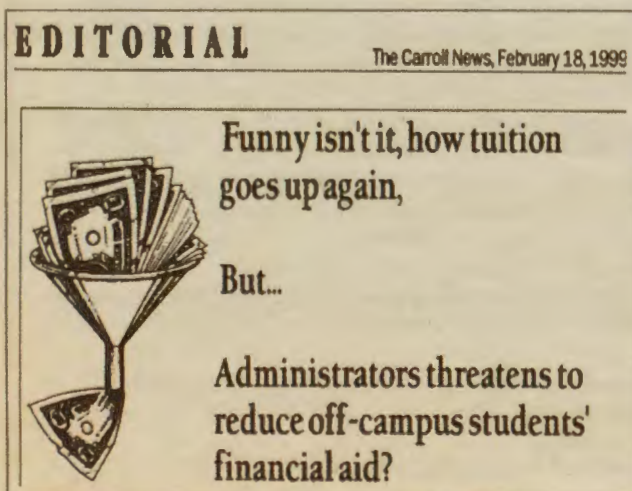 EDITORIAL
The Carroll News, February 18, 1999
Funny isn't it, how tuition
goes up again,
But...
Administrators threatens to
reduce off-campus students'
financial aid?